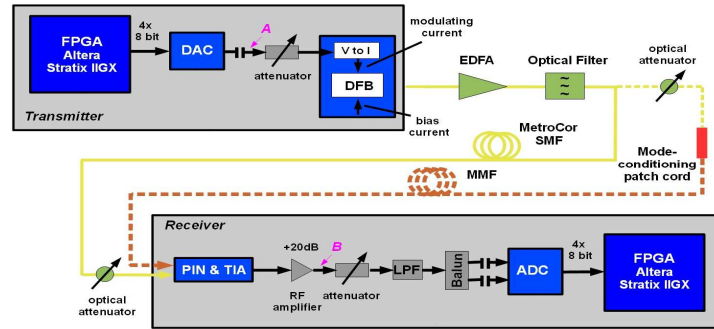 FPGA
Altera
Stratix IIGX
4x
8 bit
DAC
A
attenuator
V to I
DFB
modulating
current
bias
current
Transmitter
EDFA
Optical Filter
optical
attenuator
MetroCor
SMF
MMF
Mode-
conditioning
patch cord
Receiver
optical
attenuator
PIN & TIA
+20dB
RF
amplifier
B
attenuator
LPF
Balun
ADC
4x
8 bit
FPGA
Altera
Stratix IIGX